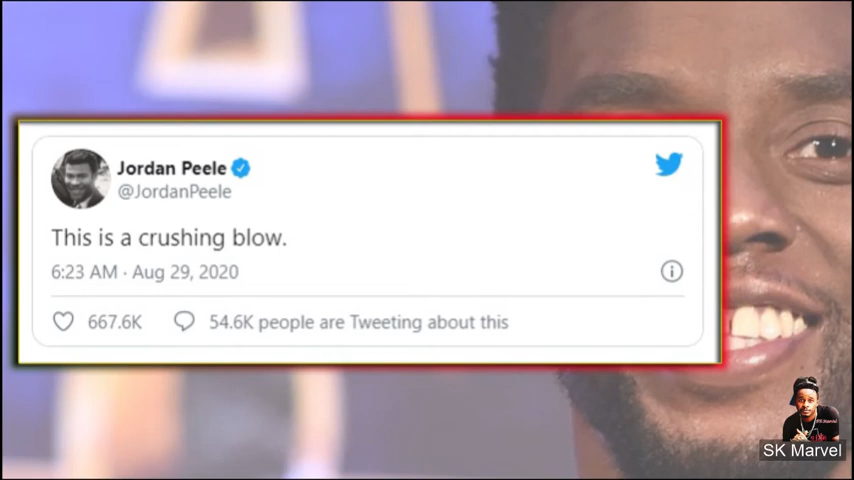 Jordan Peele
@JordanPeele
This is a crushing blow.
6:23 AM · Aug 29, 2020
667.6K 54.6K people are Tweeting about this
SK Marvel